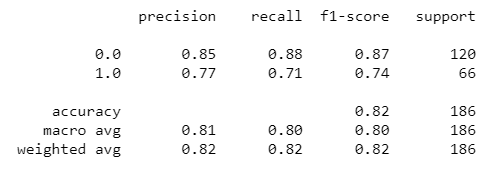 precision recall f1-score support
0.0 0.85 0.88 0.87 120
1.0 0.77 0.71 0.74 66
accuracy 0.82 186
macro avg 0.81 0.80 0.80 186
weighted avg 0.82 0.82 0.82 186